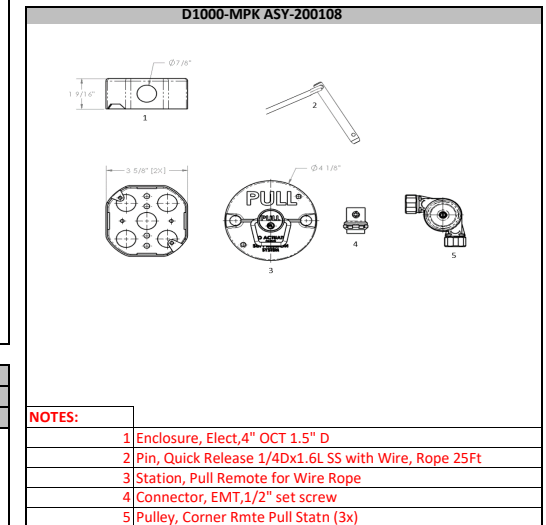 D1000-MPK ASY-200108
Ø7/8"
1 9/16"
1
2
3 5/8" [2X]
Ø4 1/8"
PULL
PULL
SYSTEM
3
4
5
NOTES:
1 Enclosure, Elect,4" OCT 1.5" D
2 Pin, Quick Release 1/4Dx1.6L SS with Wire, Rope 25Ft
3 Station, Pull Remote for Wire Rope
4 Connector, EMT,1/2" set screw
5 Pulley, Corner Rmte Pull Statn (3x)